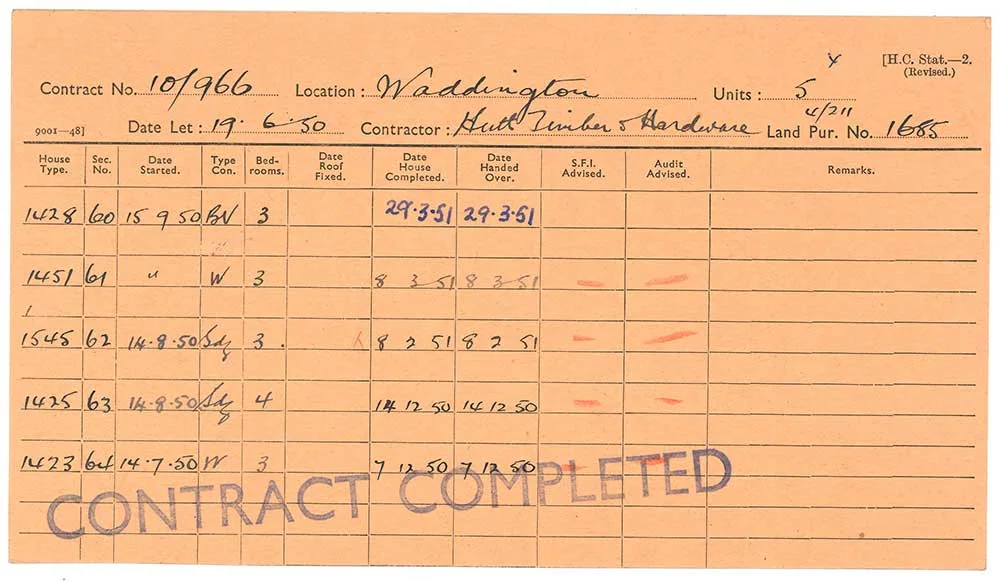 [H.C. Stat.—2.
(Revised.)
Contract No. 10/966 Location : Waddington Units : 5
4/211
9001—48] Date Let : 19. 6. 50 Contractor : Hutt Timber & Hardware Land Pur. No. 1685
House Type. Sec. No. Date Started. Type Con. Bed-rooms. Date Roof Fixed. Date House Completed. Date Handed Over. S.F.I. Advised. Audit Advised. Remarks.
1428 60 15 9 50 BV 3 29.3.51 29.3.51
1451 61 " W 3 8 3 51 8 3 51
1545 62 14.8.50 Sdg 3. 8 2 51 8 2 51
1425 63 14.8.50 Sdg 4 14 12 50 14 12 50
1423 64 14.7.50 W 3 7 12 50 7 12 50
CONTRACT COMPLETED